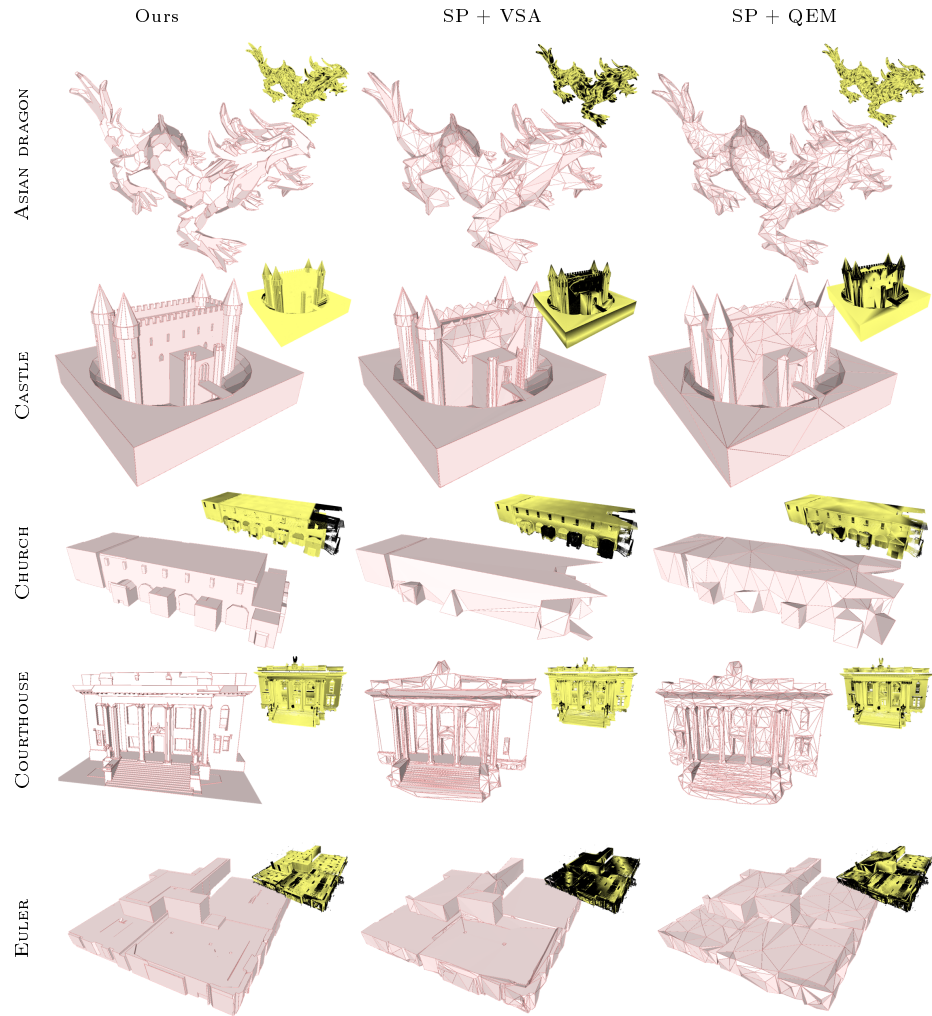 Ours SP + VSA SP + QEM
Asian dragon
Castle
Church
Courthouse
Euler